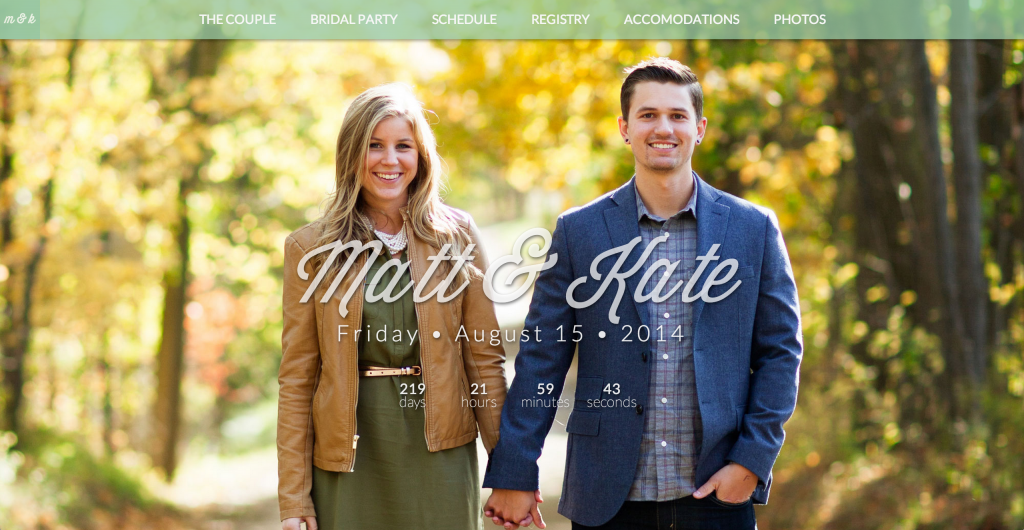 m & k THE COUPLE BRIDAL PARTY SCHEDULE REGISTRY ACCOMODATIONS PHOTOS
Matt & Kate
Friday • August 15 • 2014
219 21 59 43
days hours minutes seconds